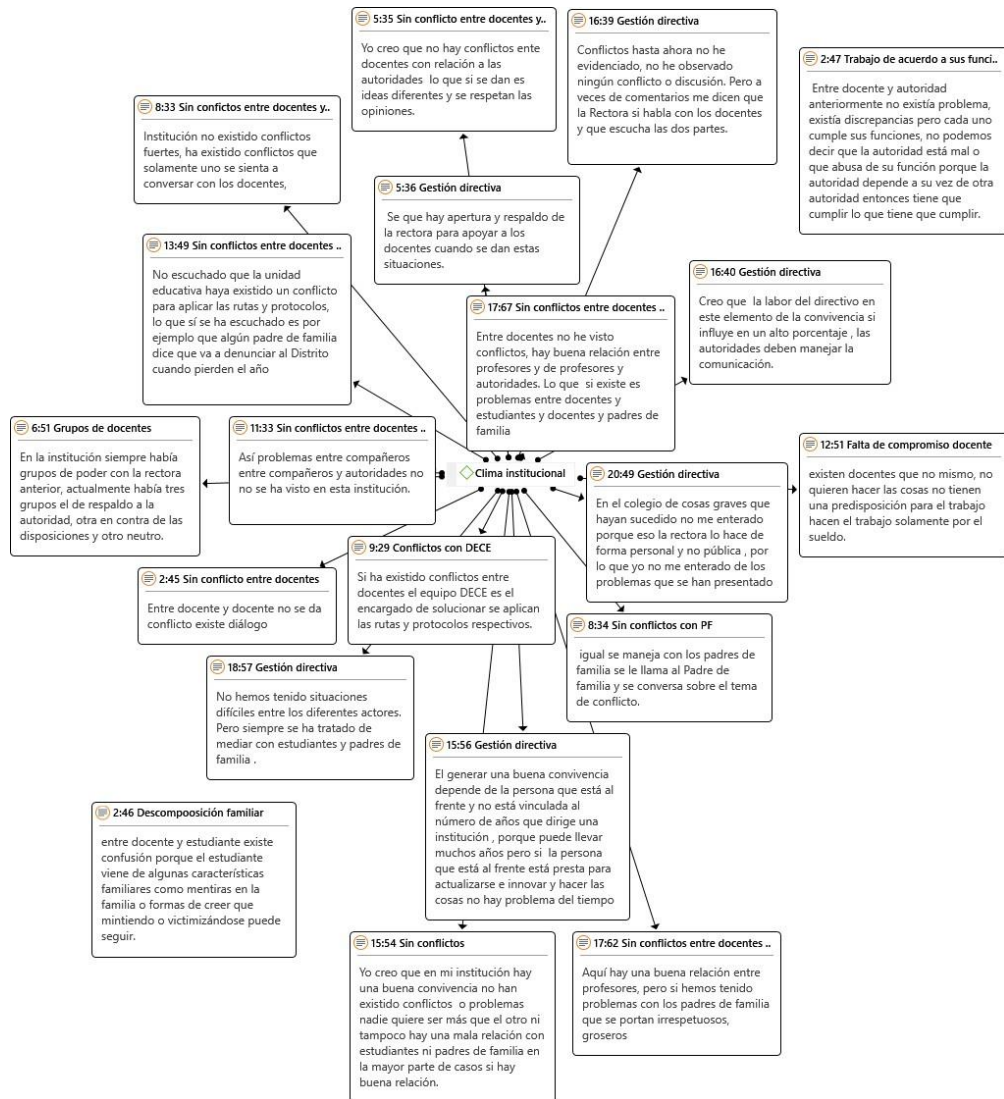 5:35 Sin conflicto entre docentes y..
Yo creo que no hay conflictos ente
docentes con relación a las
autoridades lo que si se dan es
ideas diferentes y se respetan las
opiniones.
16:39 Gestión directiva
Conflictos hasta ahora no he
evidenciado, no he observado
ningún conflicto o discusión. Pero a
veces de comentarios me dicen que
la Rectora si habla con los docentes
y que escucha las dos partes.
2:47 Trabajo de acuerdo a sus funci..
Entre docente y autoridad
anteriormente no existía problema,
existía discrepancias pero cada uno
cumple sus funciones, no podemos
decir que la autoridad está mal o
que abusa de su función porque la
autoridad depende a su vez de otra
autoridad entonces tiene que
cumplir lo que tiene que cumplir.
8:33 Sin confictos entre docentes y..
Institución no existido conflictos
fuertes, ha existido conflictos que
solamente uno se sienta a
conversar con los docentes,
5:36 Gestión directiva
Se que hay apertura y respaldo de
la rectora para apoyar a los
docentes cuando se dan estas
situaciones.
13:49 Sin conflictos entre docentes ..
No escuchado que la unidad
educativa haya existido un conflicto
para aplicar las rutas y protocolos,
lo que sí se ha escuchado es por
ejemplo que algún padre de familia
dice que va a denunciar al Distrito
cuando pierden el año
16:40 Gestión directiva
Creo que la labor del directivo en
este elemento de la convivencia si
influye en un alto porcentaje , las
autoridades deben manejar la
comunicación.
17:67 Sin conflictos entre docentes ..
Entre docentes no he visto
conflictos, hay buena relación entre
profesores y de profesores y
autoridades. Lo que si existe es
problemas entre docentes y
estudiantes y docentes y padres de
familia
6:51 Grupos de docentes
En la institución siempre había
grupos de poder con la rectora
anterior, actualmente había tres
grupos el de respaldo a la
autoridad, otra en contra de las
disposiciones y otro neutro.
11:33 Sin conflictos entre docentes ..
Así problemas entre compañeros
entre compañeros y autoridades no
no se ha visto en esta institución.
Clima institucional
20:49 Gestión directiva
En el colegio de cosas graves que
hayan sucedido no me enterado
porque eso la rectora lo hace de
forma personal y no pública , por
lo que yo no me enterado de los
problemas que se han presentado
12:51 Falta de compromiso docente
existen docentes que no mismo, no
quieren hacer las cosas no tienen
una predisposición para el trabajo
hacen el trabajo solamente por el
sueldo.
9:29 Conflictos con DECE
Si ha existido conflictos entre
docentes el equipo DECE es el
encargado de solucionar se aplican
las rutas y protocolos respectivos.
2:45 Sin conflicto entre docentes
Entre docente y docente no se da
conflicto existe diálogo
8:34 Sin conflictos con PF
igual se maneja con los padres de
familia se le llama al Padre de
familia y se conversa sobre el tema
de conflicto.
18:57 Gestión directiva
No hemos tenido situaciones
difíciles entre los diferentes actores.
Pero siempre se ha tratado de
mediar con estudiantes y padres de
familia .
15:56 Gestión directiva
El generar una buena convivencia
depende de la persona que está al
frente y no está vinculada al
número de años que dirige una
institución , porque puede llevar
muchos años pero si la persona
que está al frente está presta para
actualizarse e innovar y hacer las
cosas no hay problema del tiempo
2:46 Descompoosición familiar
entre docente y estudiante existe
confusión porque el estudiante
viene de algunas características
familiares como mentiras en la
familia o formas de creer que
mintiendo o victimizándose puede
seguir.
15:54 Sin conflictos
Yo creo que en mi institución hay
una buena convivencia no han
existido conflictos o problemas
nadie quiere ser más que el otro ni
tampoco hay una mala relación con
estudiantes ni padres de familia en
la mayor parte de casos si hay
buena relación.
17:62 Sin conflictos entre docentes ..
Aquí hay una buena relación entre
profesores, pero si hemos tenido
problemas con los padres de familia
que se portan irrespetuosos,
groseros